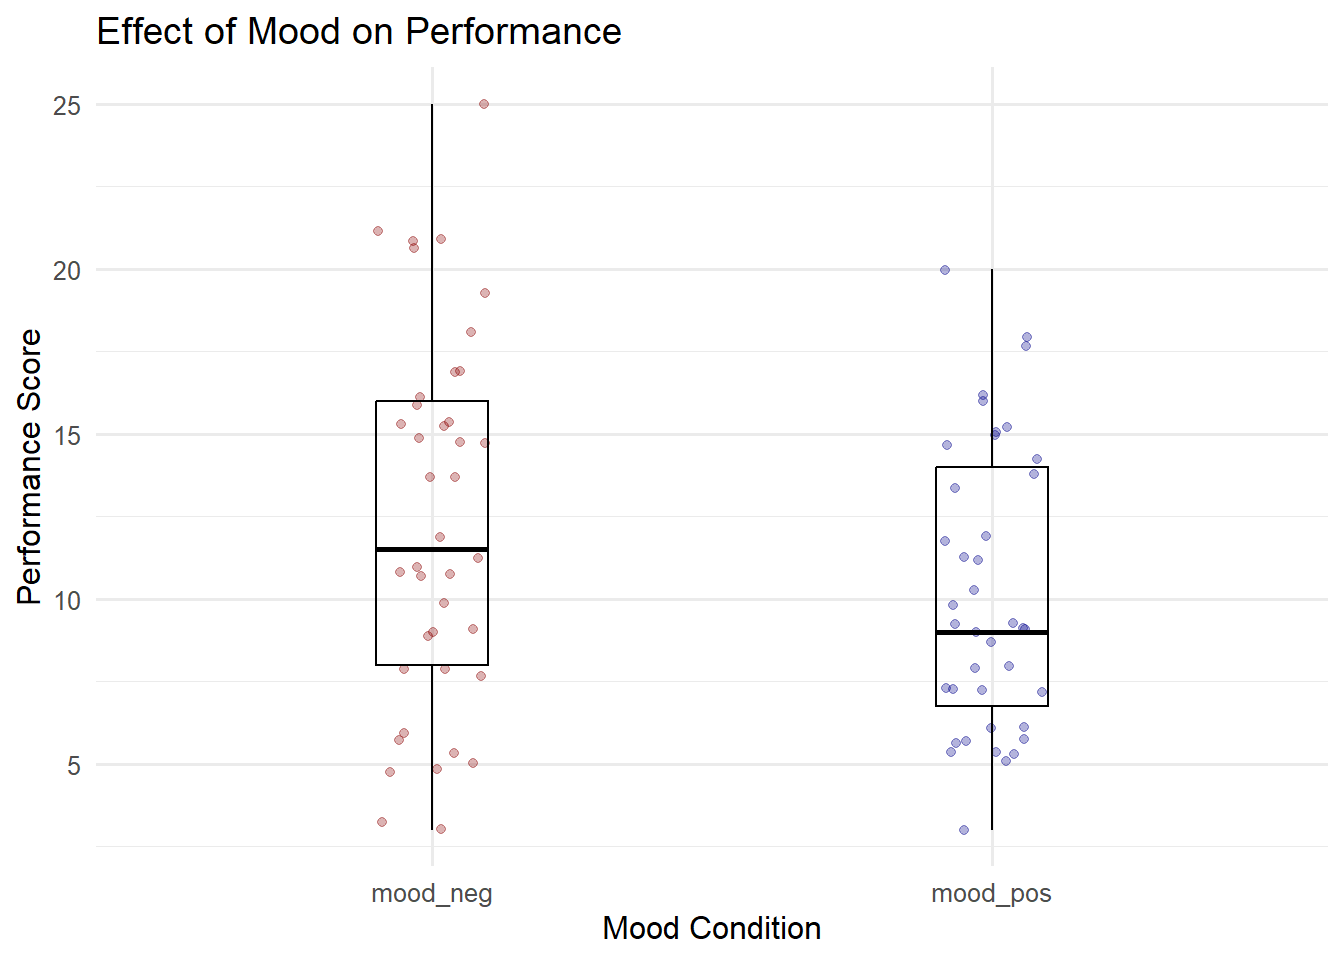 Effect of Mood on Performance
25
20
15
10
5
Performance Score
mood_neg
mood_pos
Mood Condition